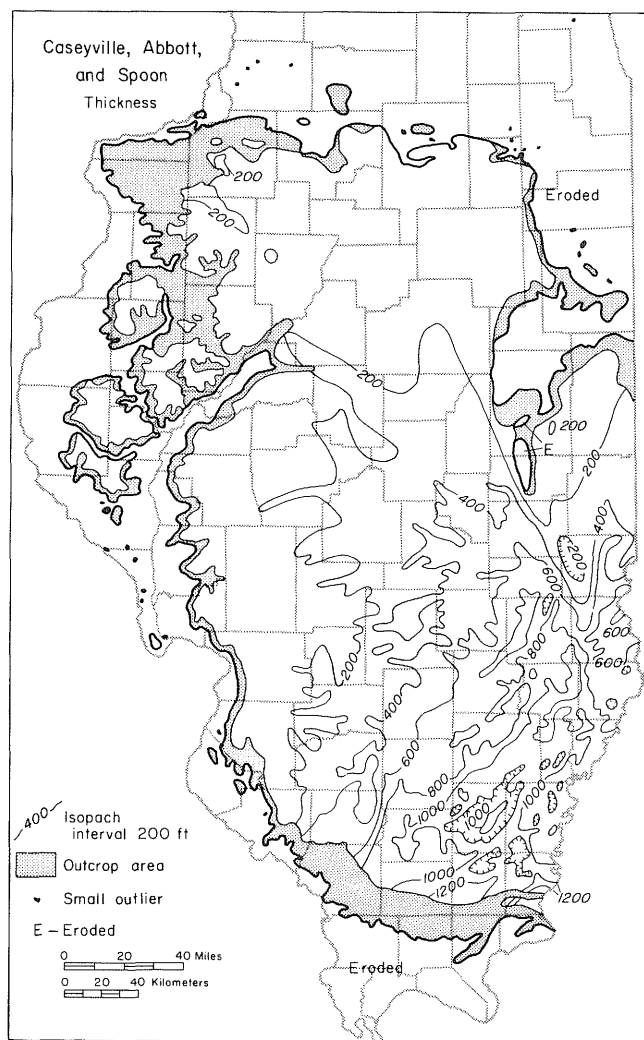 Caseyville, Abbott,
and Spoon
Thickness
200
Eroded
200
200
200
E
200
400
400
200
600
600
800
600
200
400
400
600
800
1000
1000
1000
1000
1200
1200
400 Isopach
interval 200 ft
Outcrop area
Small outlier
E – Eroded
0 20 40 Miles
0 20 40 Kilometers
Eroded